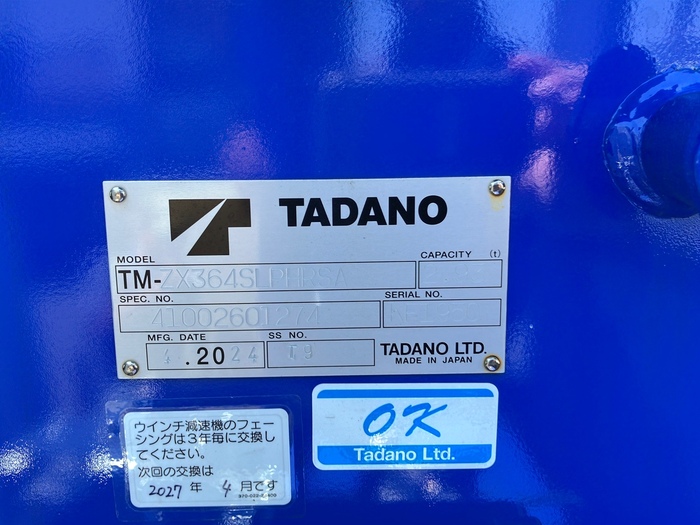 TADANO
MODEL
CAPACITY (t)
TM-
SPEC. NO.
SERIAL NO.
MFG. DATE
SS NO.
4 .2024
TADANO LTD.
MADE IN JAPAN
ウインチ減速機のフェー
シングは3年毎に交換し
てください。
次回の交換は
2027 年 4 月です
OK
Tadano Ltd.